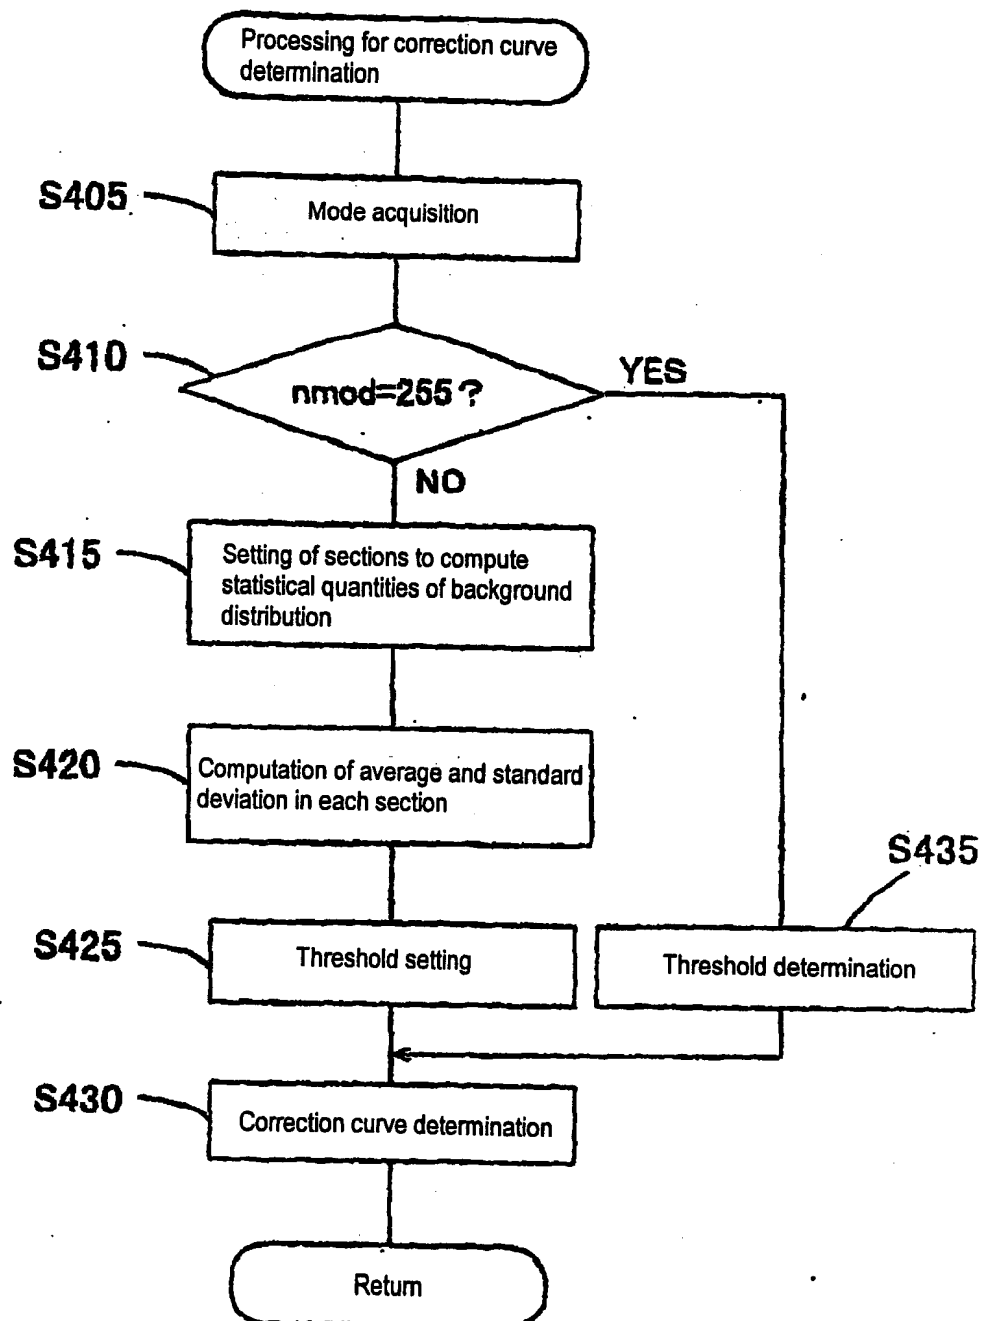 Processing for correction curve
determination
S405
Mode acquisition
S410
nmod=255?
YES
NO
S415
Setting of sections to compute
statistical quantities of background
distribution
S420
Computation of average and standard
deviation in each section
S435
S425
Threshold setting
Threshold determination
S430
Correction curve determination
Return